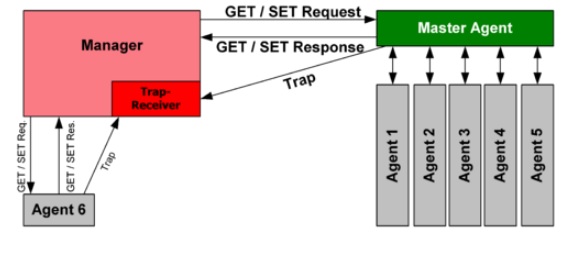 GET / SET Request
Manager
Master Agent
GET / SET Response
Trap-
Receiver
Trap
GET / SET Req.
GET / SET Res.
Trap
Agent 6
Agent 1
Agent 2
Agent 3
Agent 4
Agent 5